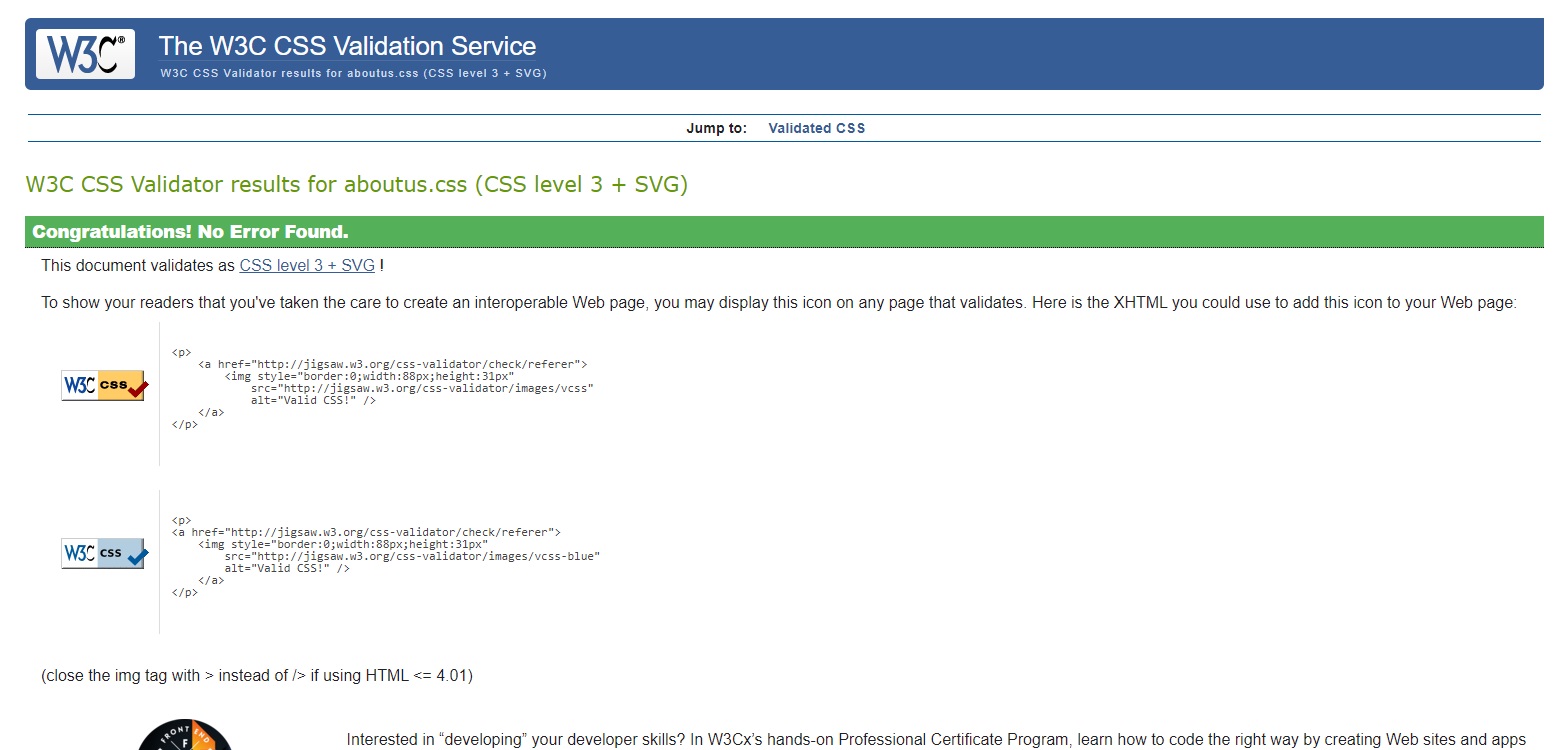 W3C®
The W3C CSS Validation Service
W3C CSS Validator results for aboutus.css (CSS level 3 + SVG)
Jump to: Validated CSS
W3C CSS Validator results for aboutus.css (CSS level 3 + SVG)
Congratulations! No Error Found.
This document validates as CSS level 3 + SVG !
To show your readers that you've taken the care to create an interoperable Web page, you may display this icon on any page that validates. Here is the XHTML you could use to add this icon to your Web page:
W3C css
<p>
<a href="http://jigsaw.w3.org/css-validator/check/referer">
<img style="border:0;width:88px;height:31px"
src="http://jigsaw.w3.org/css-validator/images/vcss"
alt="Valid CSS!" />
</a>
</p>
W3C css
<p>
<a href="http://jigsaw.w3.org/css-validator/check/referer">
<img style="border:0;width:88px;height:31px"
src="http://jigsaw.w3.org/css-validator/images/vcss-blue"
alt="Valid CSS!" />
</a>
</p>
(close the img tag with > instead of /> if using HTML <= 4.01)
FRONT END
F
Interested in “developing” your developer skills? In W3Cx’s hands-on Professional Certificate Program, learn how to code the right way by creating Web sites and apps